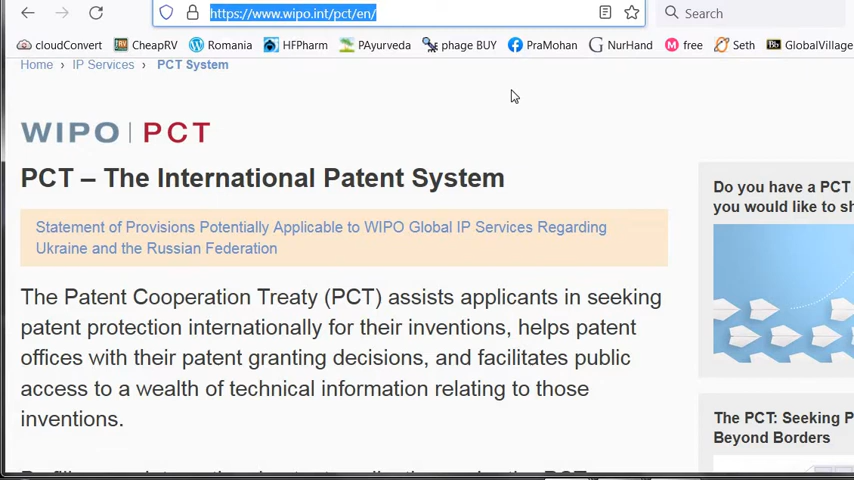 https://www.wipo.int/pct/en/
Search
cloudConvert CheapRV Romania HFPharm PAyurveda phage BUY PraMohan NurHand free Seth GlobalVillage
Home › IP Services › PCT System
WIPO | PCT
PCT – The International Patent System
Statement of Provisions Potentially Applicable to WIPO Global IP Services Regarding
Ukraine and the Russian Federation
The Patent Cooperation Treaty (PCT) assists applicants in seeking
patent protection internationally for their inventions, helps patent
offices with their patent granting decisions, and facilitates public
access to a wealth of technical information relating to those
inventions.
Do you have a PCT
you would like to sh
The PCT: Seeking P
Beyond Borders